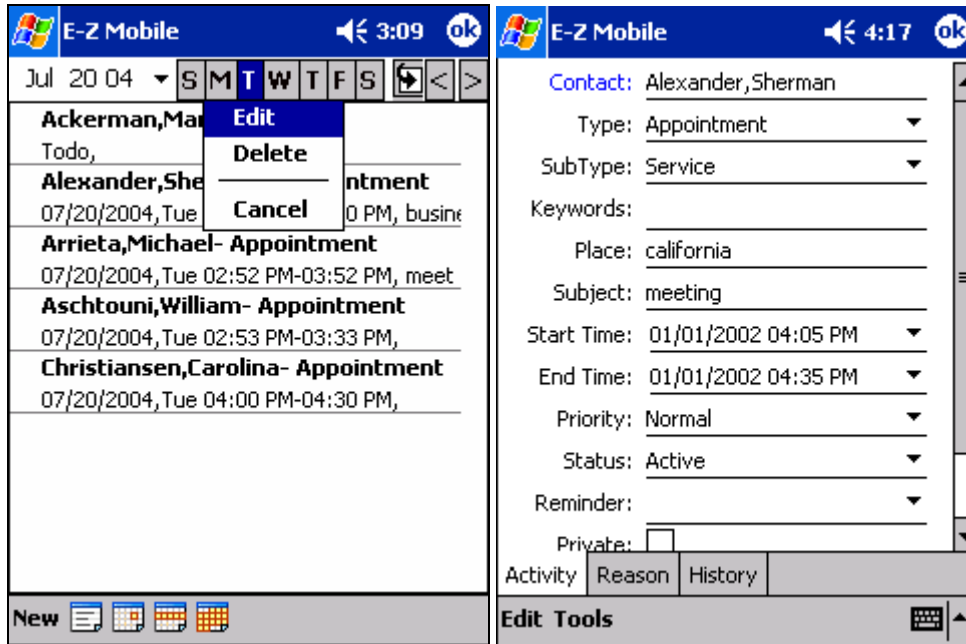 E-Z Mobile 3:09 ok
Jul 20 04 S M T W T F S < >
Ackerman,Mar
Todo,
Edit
Delete
Cancel
Alexander,She ntment
07/20/2004,Tue 0 PM, busine
Arrieta,Michael- Appointment
07/20/2004,Tue 02:52 PM-03:52 PM, meet
Aschtouni,William- Appointment
07/20/2004,Tue 02:53 PM-03:33 PM,
Christiansen,Carolina- Appointment
07/20/2004,Tue 04:00 PM-04:30 PM,
New
E-Z Mobile 4:17 ok
Contact: Alexander,Sherman
Type: Appointment
SubType: Service
Keywords:
Place: california
Subject: meeting
Start Time: 01/01/2002 04:05 PM
End Time: 01/01/2002 04:35 PM
Priority: Normal
Status: Active
Reminder:
Private:
Activity Reason History
Edit Tools